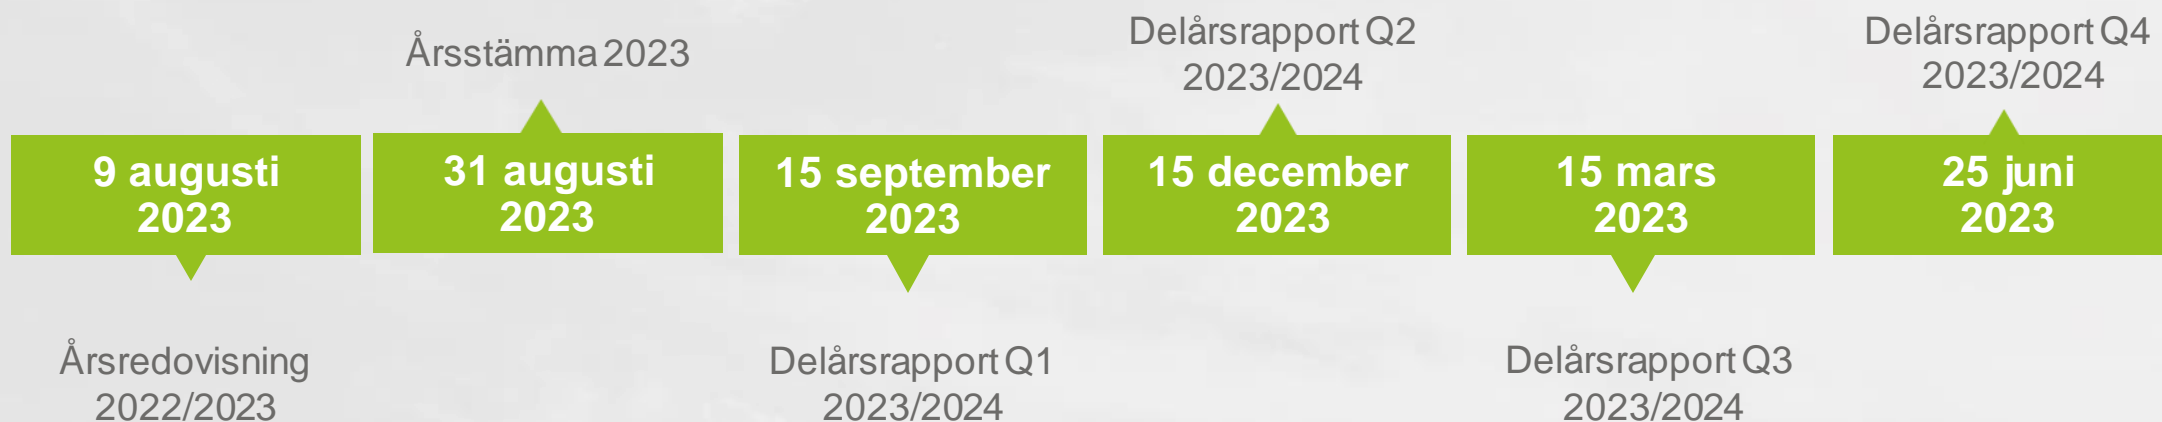 9 augusti
2023
Årsredovisning
2022/2023
Årsstämma 2023
31 augusti
2023
15 september
2023
Delårsrapport Q1
2023/2024
Delårsrapport Q2
2023/2024
15 december
2023
15 mars
2023
Delårsrapport Q3
2023/2024
Delårsrapport Q4
2023/2024
25 juni
2023